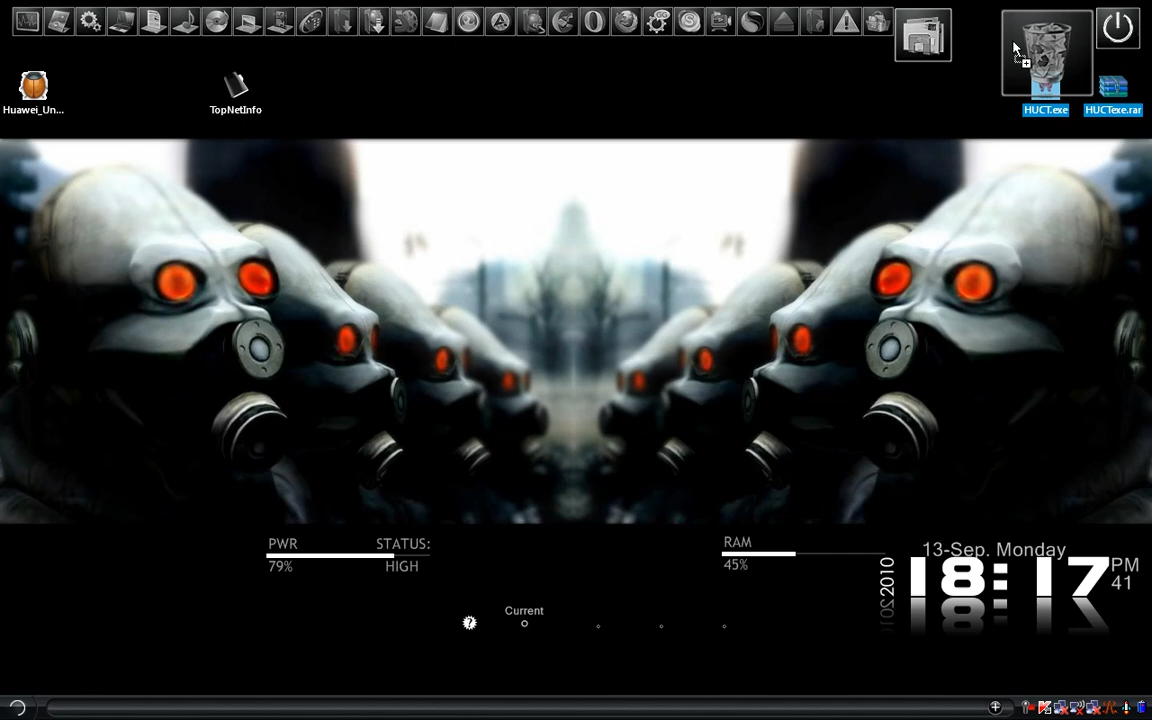 Huawei_Un...
TopNetInfo
HUCT.exe
HUCTexe.rar
PWR
STATUS:
79%
HIGH
RAM
45%
13-Sep. Monday
2010
18:17
PM
41
Current
?